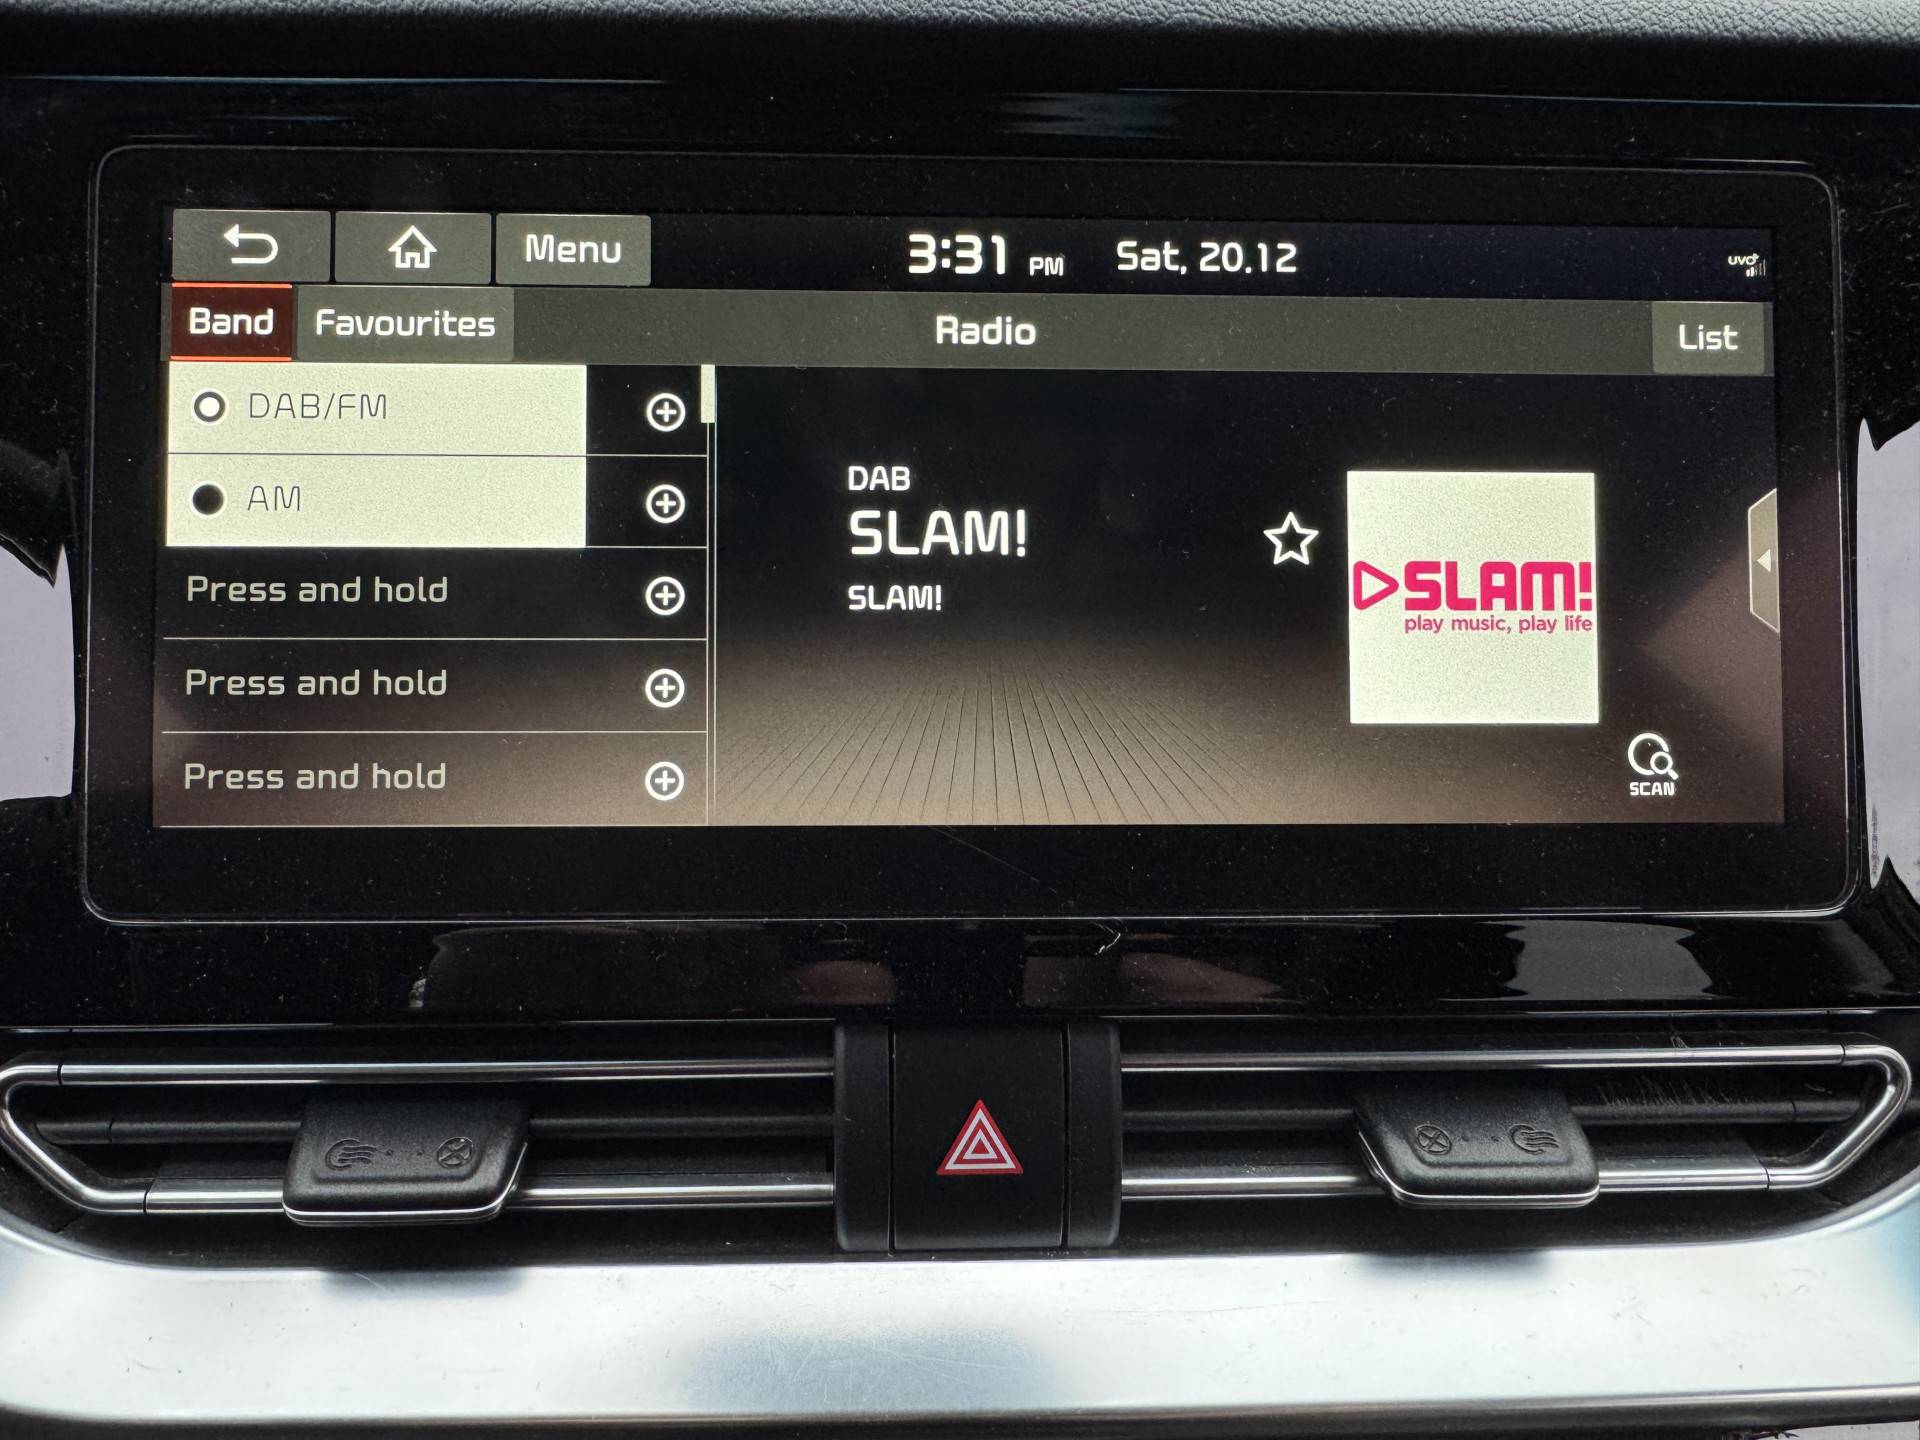 Menu
3:31 PM Sat, 20.12
UVO
Band Favourites Radio List
DAB/FM
AM
Press and hold
Press and hold
Press and hold
DAB
SLAM!
SLAM!
SLAM!
play music, play life
SCAN